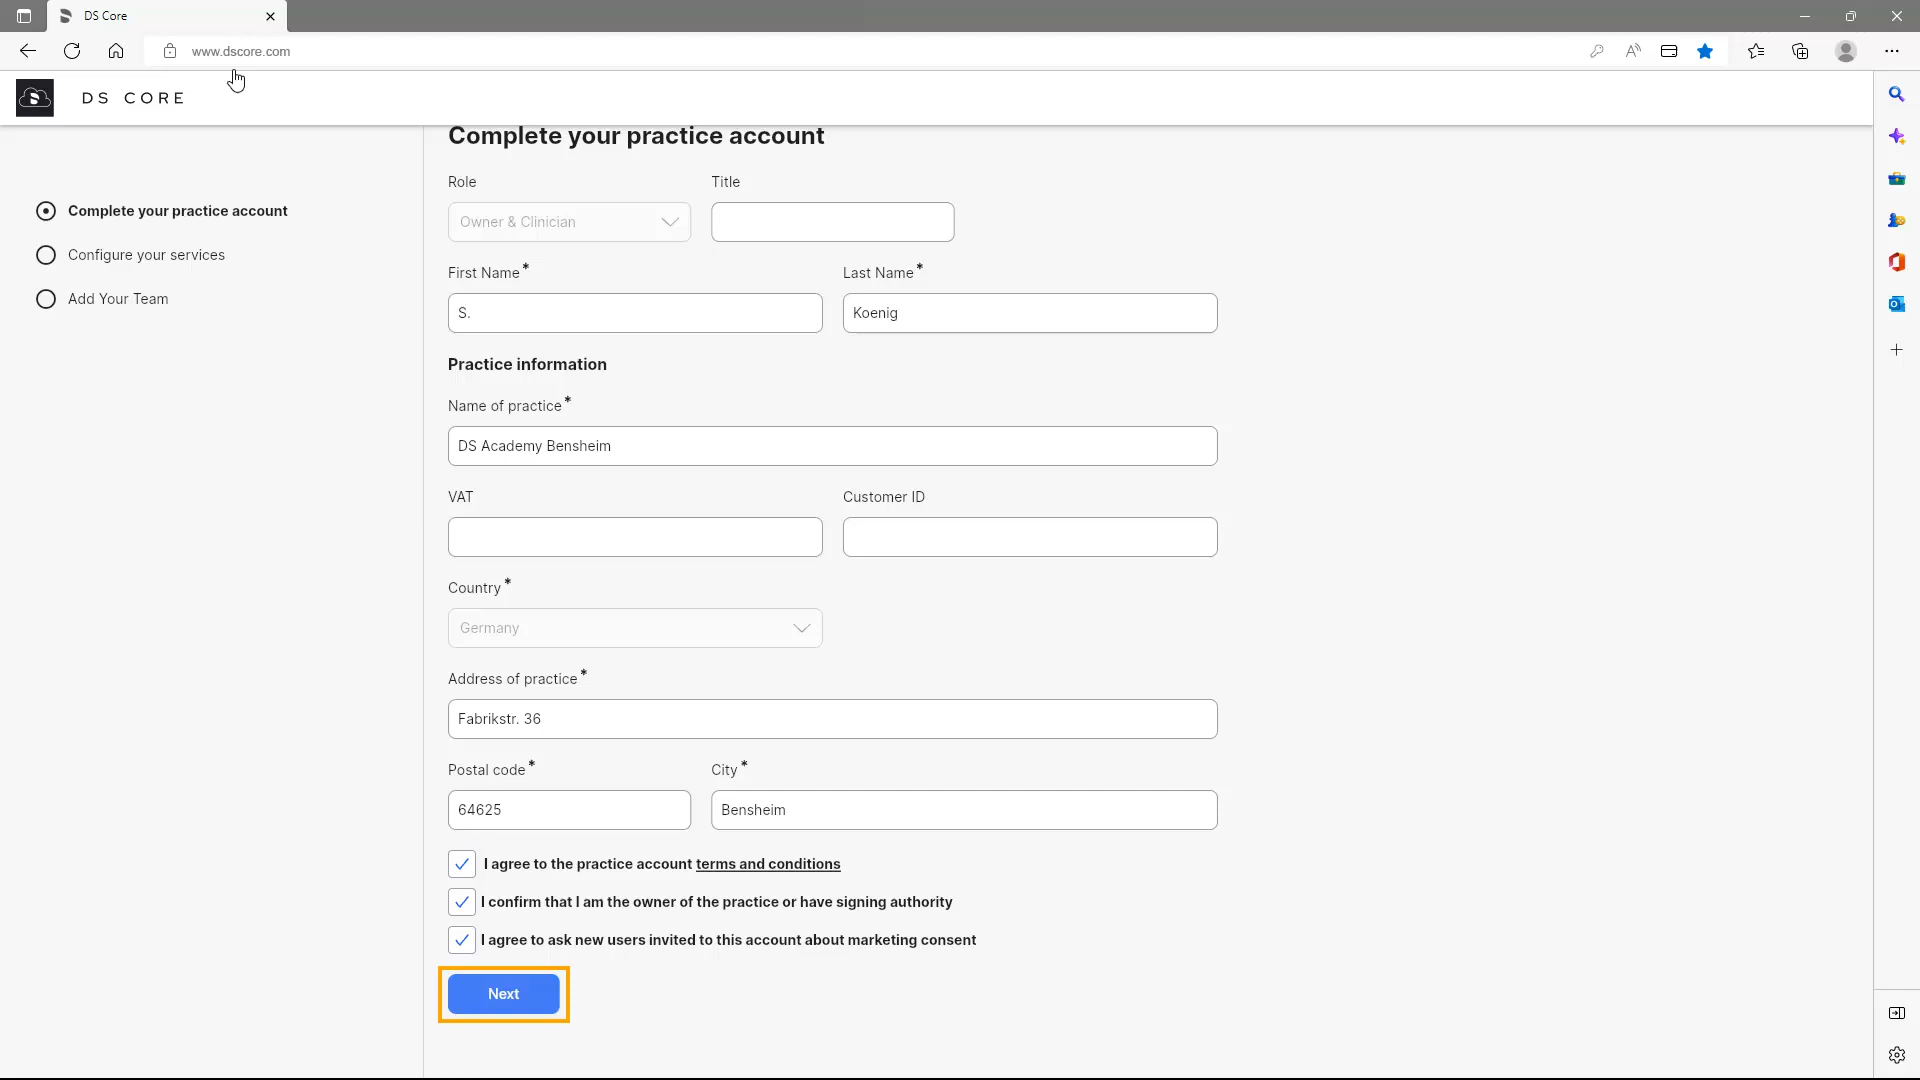 DS Core
www.dscore.com
DS CORE
Complete your practice account
Configure your services
Add Your Team
Complete your practice account
Role Title
Owner & Clinician
First Name* Last Name*
S. Koenig
Practice information
Name of practice*
DS Academy Bensheim
VAT Customer ID
Country*
Germany
Address of practice*
Fabrikstr. 36
Postal code* City*
64625 Bensheim
I agree to the practice account terms and conditions
I confirm that I am the owner of the practice or have signing authority
I agree to ask new users invited to this account about marketing consent
Next